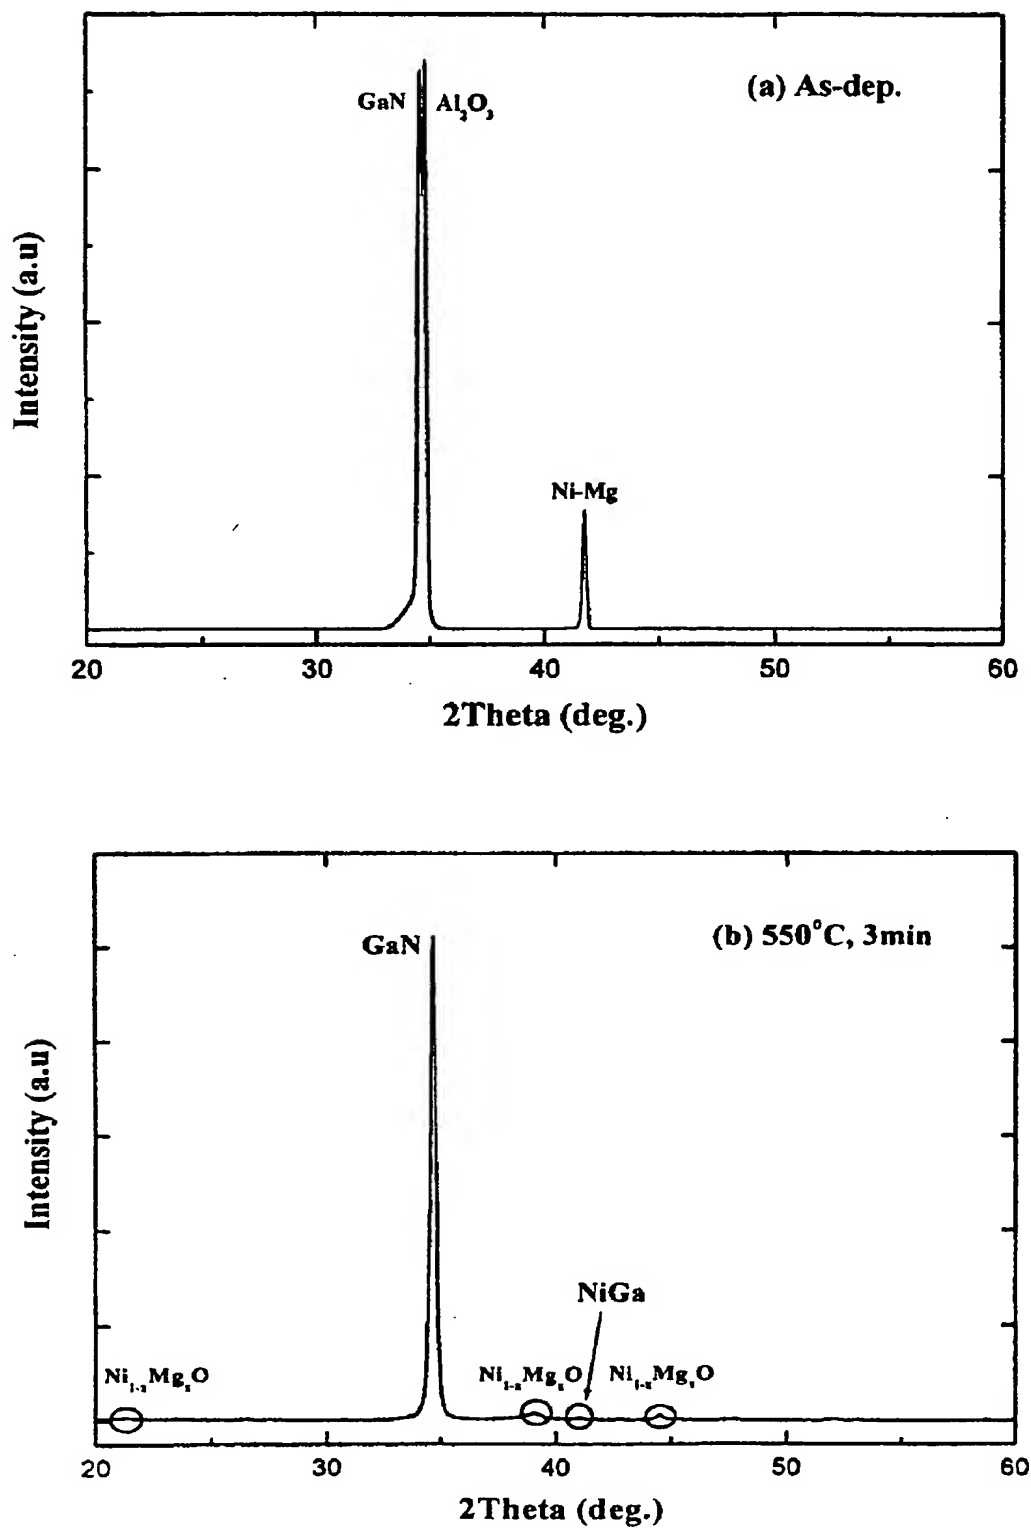 (a) As-dep.
GaN Al₂O₃
Ni-Mg
Intensity (a.u)
20 30 40 50 60
2Theta (deg.)
(b) 550°C, 3min
GaN
NiGa
Ni₁₋ₓMgₓO Ni₁₋ₓMgₓO Ni₁₋ₓMgₓO
Intensity (a.u)
20 30 40 50 60
2Theta (deg.)